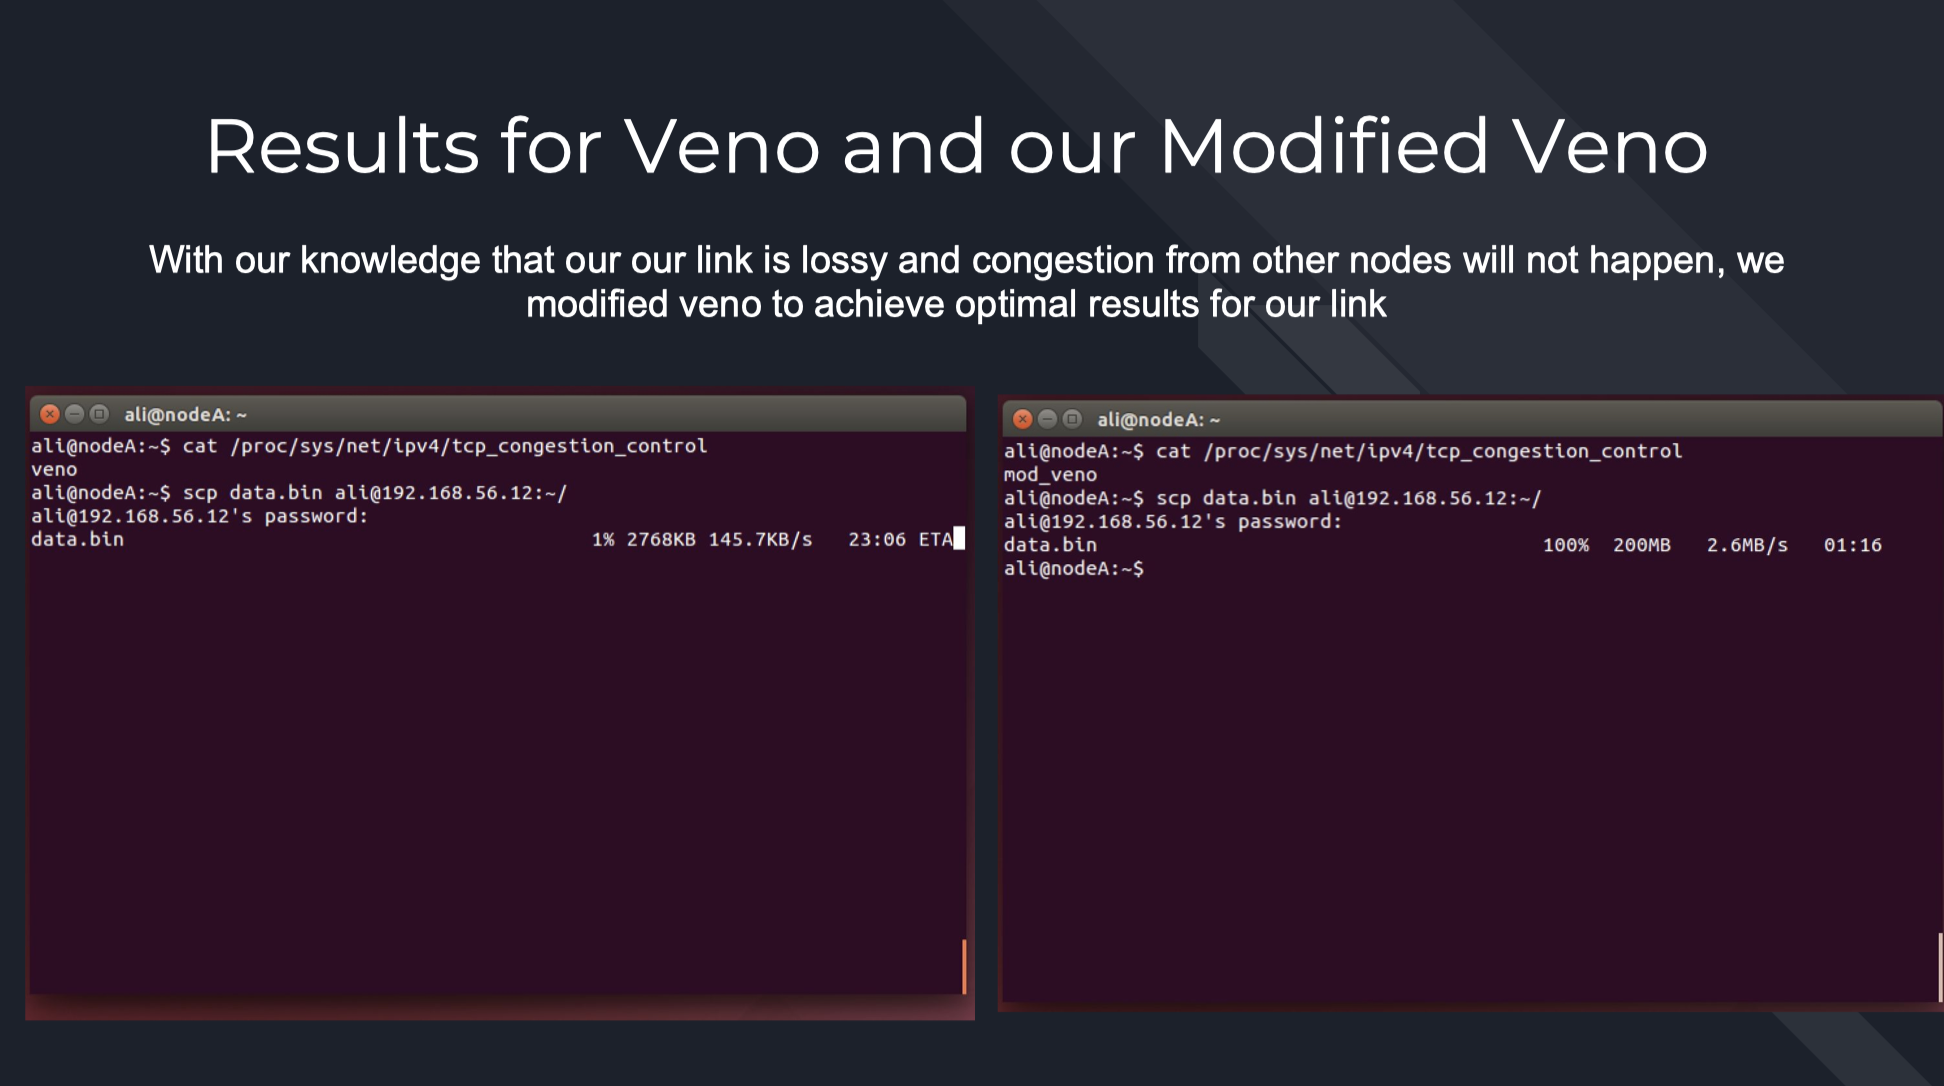 Results for Veno and our Modified Veno
With our knowledge that our our link is lossy and congestion from other nodes will not happen, we
modified veno to achieve optimal results for our link
ali@nodeA: ~
ali@nodeA:~$ cat /proc/sys/net/ipv4/tcp_congestion_control
veno
ali@nodeA:~$ scp data.bin ali@192.168.56.12:~/
ali@192.168.56.12's password:
data.bin 1% 2768KB 145.7KB/s 23:06 ETA
ali@nodeA: ~
ali@nodeA:~$ cat /proc/sys/net/ipv4/tcp_congestion_control
mod_veno
ali@nodeA:~$ scp data.bin ali@192.168.56.12:~/
ali@192.168.56.12's password:
data.bin 100% 200MB 2.6MB/s 01:16
ali@nodeA:~$